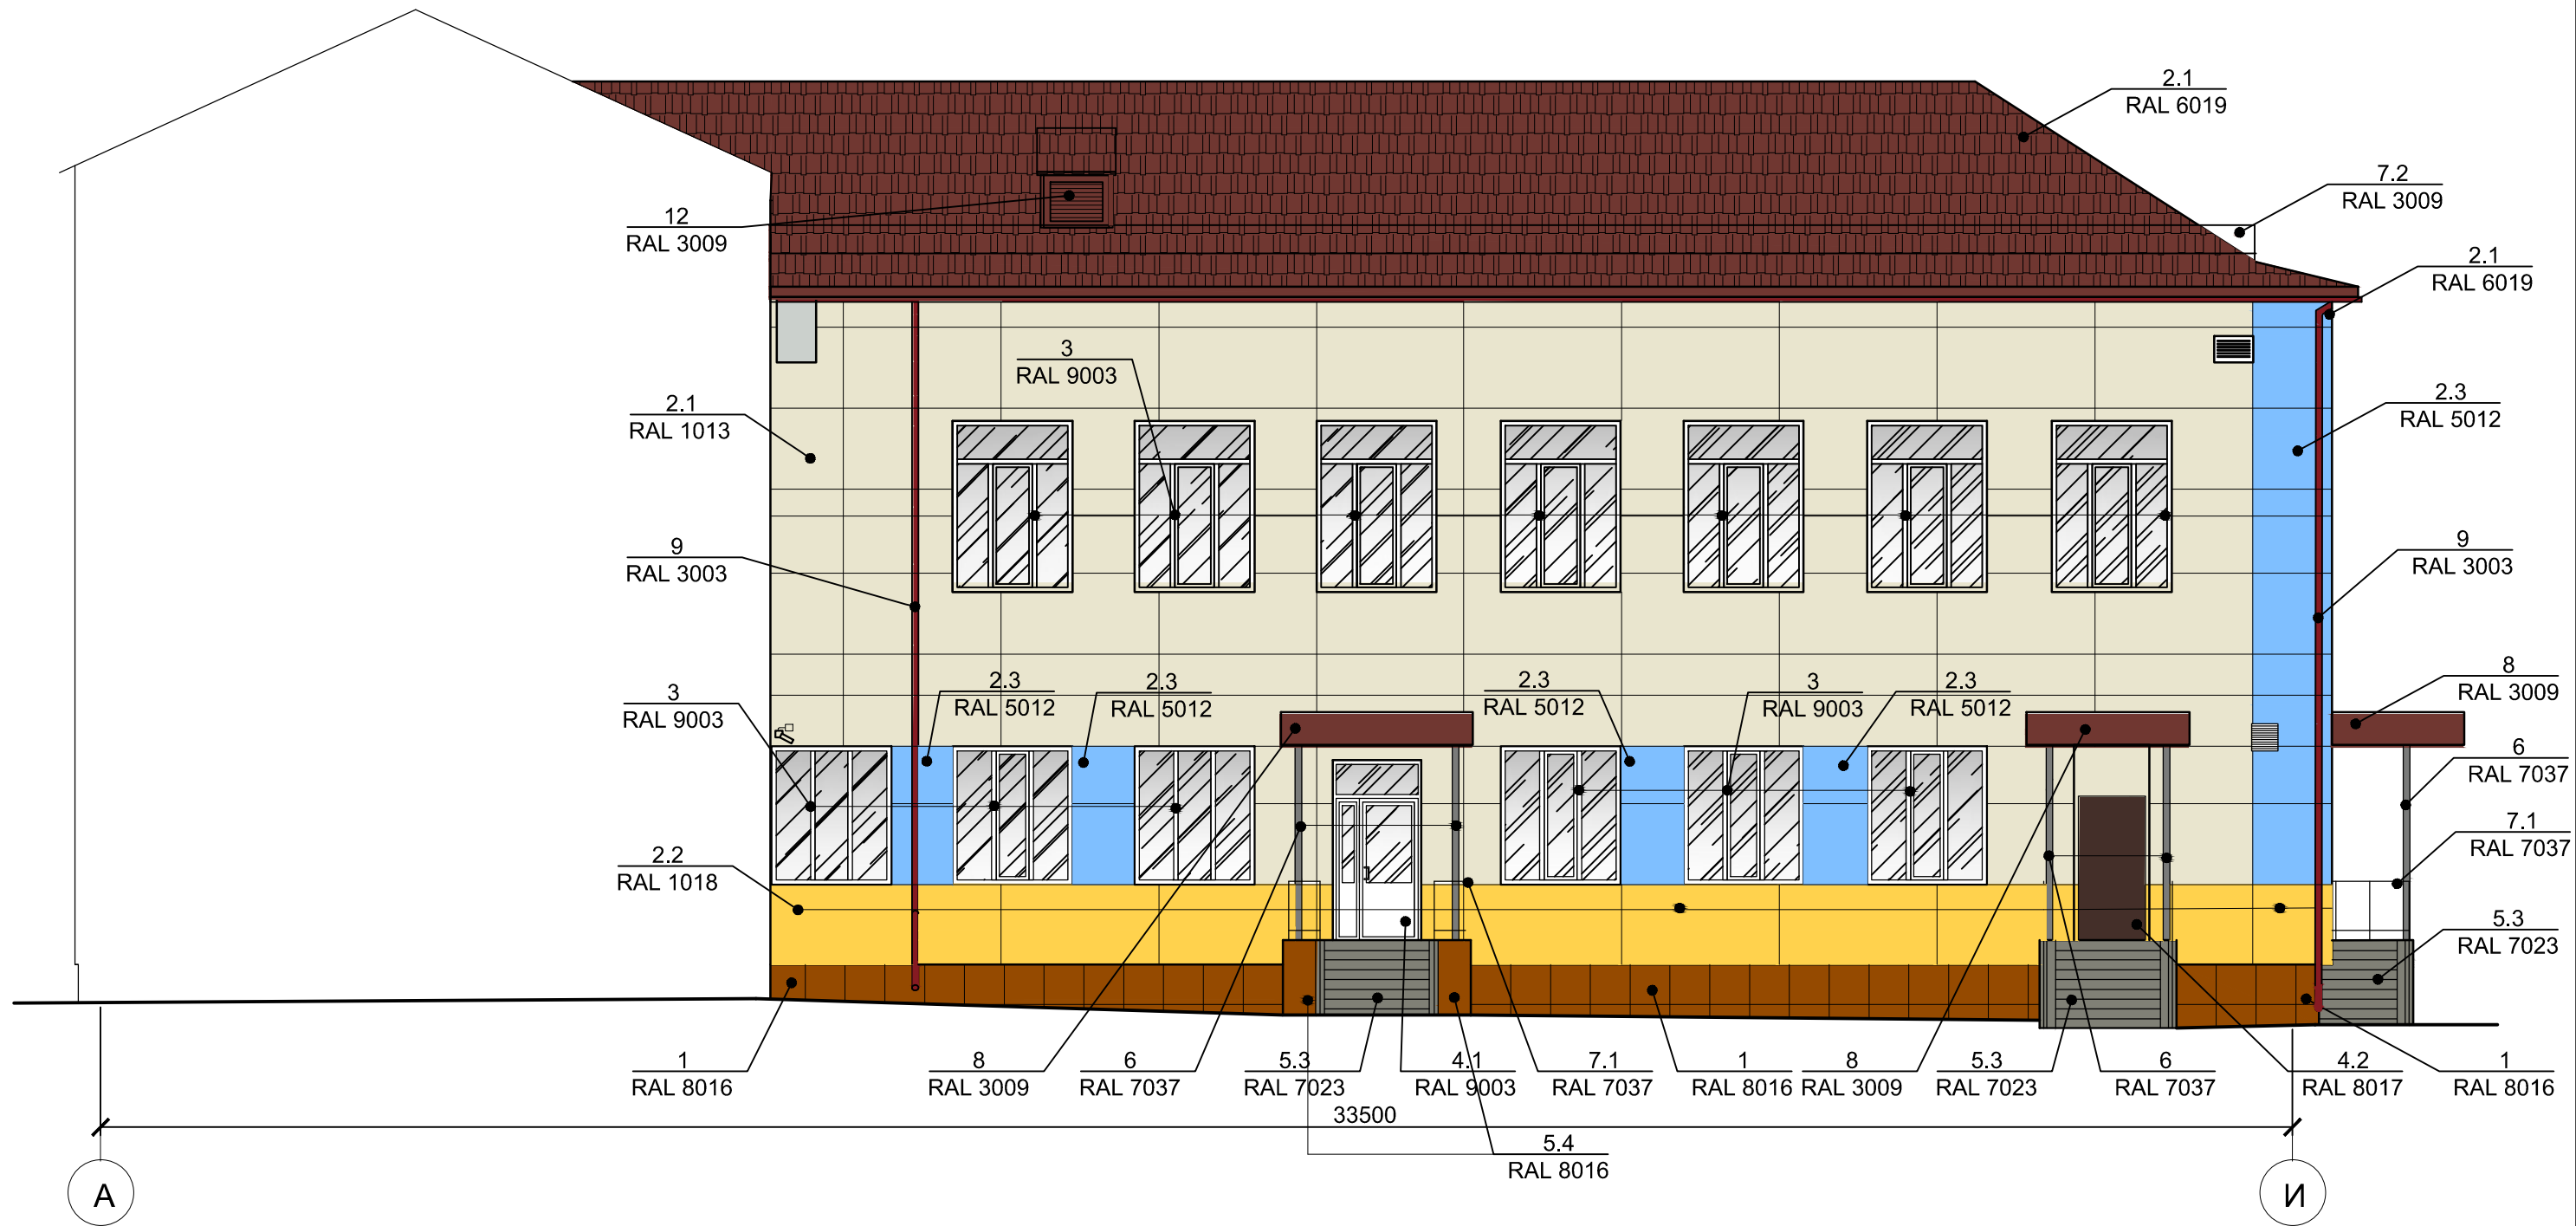 2.1
RAL 6019
7.2
RAL 3009
12
RAL 3009
2.1
RAL 6019
3
RAL 9003
2.1
RAL 1013
2.3
RAL 5012
9
RAL 3003
9
RAL 3003
8
RAL 3009
3
RAL 9003
2.3
RAL 5012
2.3
RAL 5012
2.3
RAL 5012
3
RAL 9003
2.3
RAL 5012
6
RAL 7037
7.1
RAL 7037
2.2
RAL 1018
5.3
RAL 7023
1
RAL 8016
8
RAL 3009
6
RAL 7037
5.3
RAL 7023
4.1
RAL 9003
7.1
RAL 7037
1
RAL 8016
8
RAL 3009
5.3
RAL 7023
6
RAL 7037
4.2
RAL 8017
1
RAL 8016
33500
5.4
RAL 8016
А
И